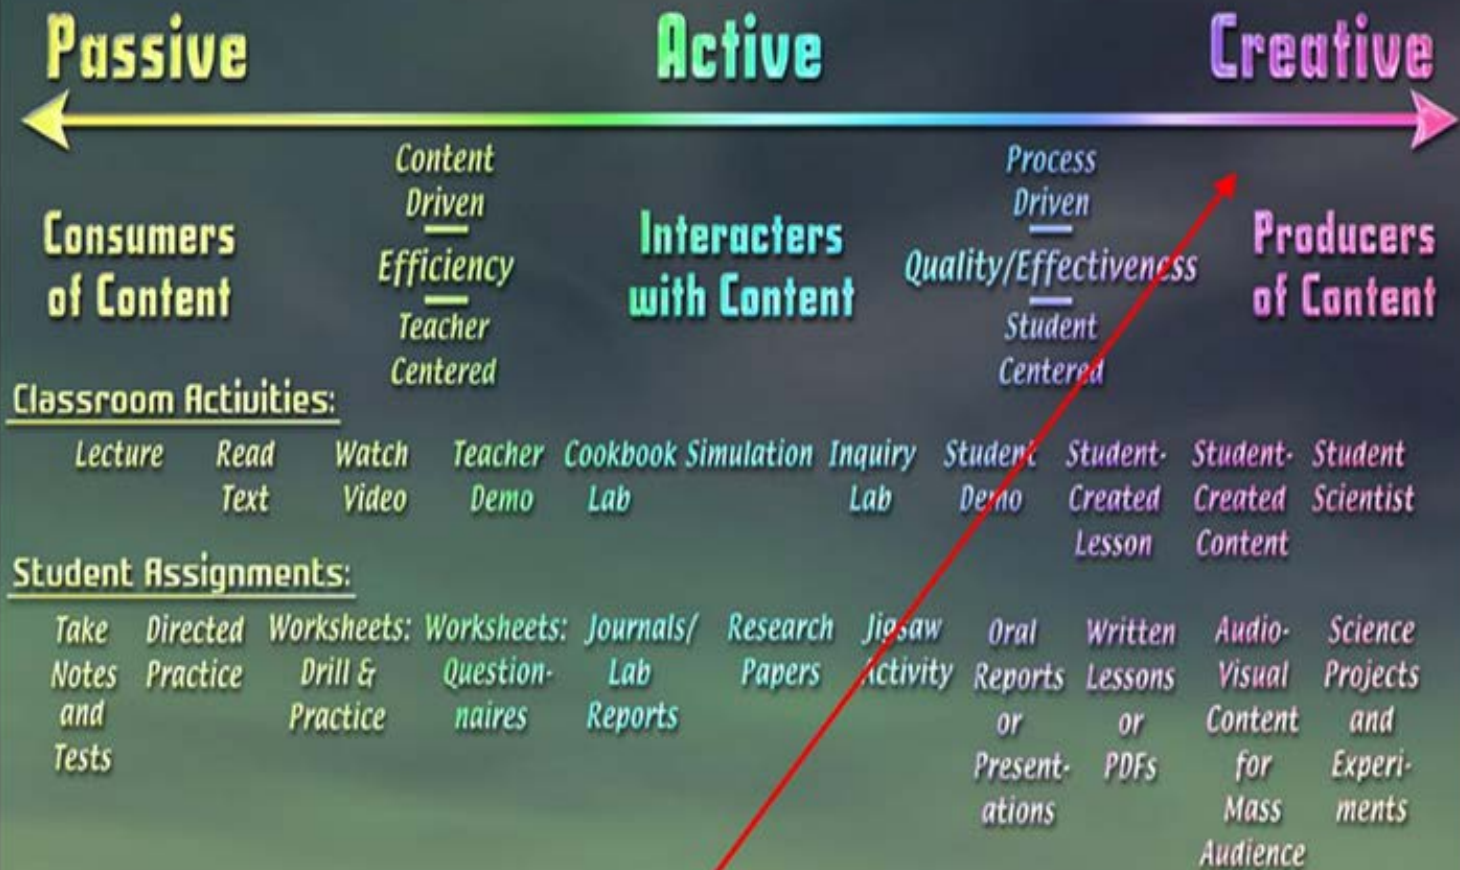 Passive Active Creative
Content
Driven
Efficiency
Teacher
Centered
Process
Driven
Quality/Effectiveness
Student
Centered
Consumers
of Content
Interacters
with Content
Producers
of Content
Classroom Activities:
Lecture
Read
Text
Watch
Video
Teacher
Demo
Cookbook
Lab
Simulation
Inquiry
Lab
Student
Demo
Student-
Created
Lesson
Student-
Created
Content
Student
Scientist
Student Assignments:
Take
Notes
and
Tests
Directed
Practice
Worksheets:
Drill &
Practice
Worksheets:
Question-
naires
Journals/
Lab
Reports
Research
Papers
Jigsaw
Activity
Oral
Reports
or
Present-
ations
Written
Lessons
or
PDFs
Audio-
Visual
Content
for
Mass
Audience
Science
Projects
and
Experi-
ments